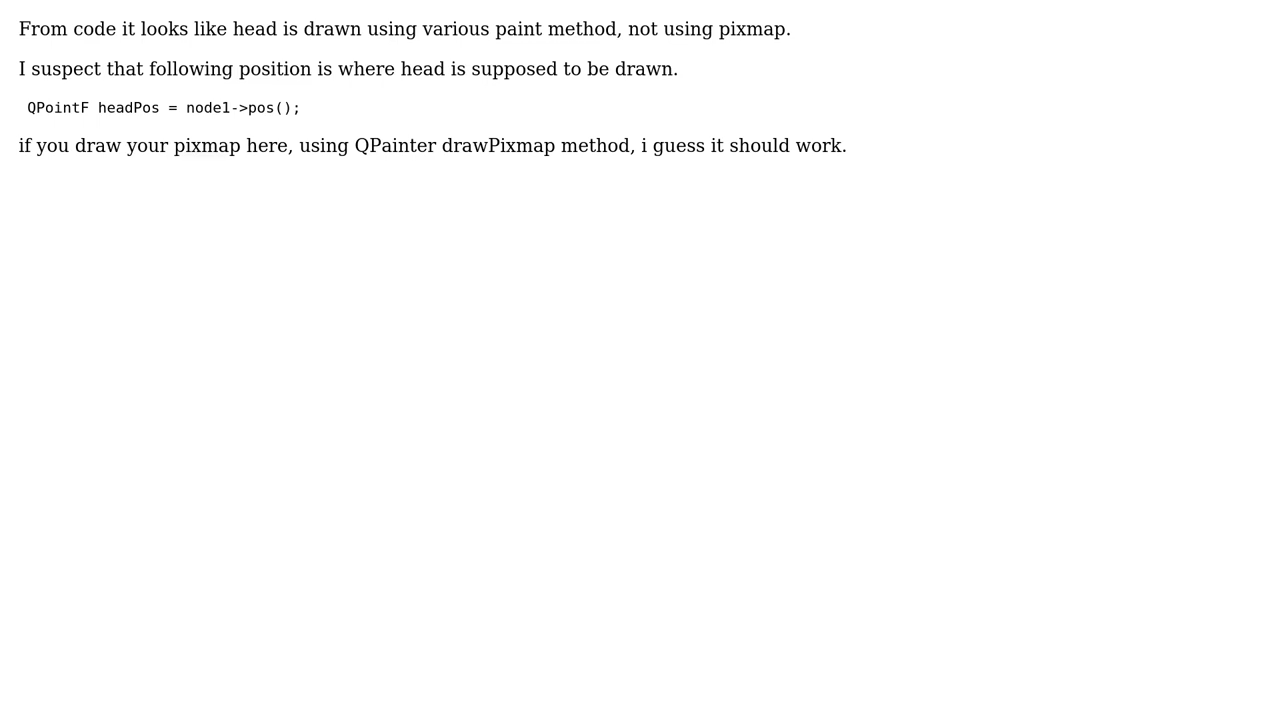 From code it looks like head is drawn using various paint method, not using pixmap.
I suspect that following position is where head is supposed to be drawn.
QPointF headPos = node1->pos();
if you draw your pixmap here, using QPainter drawPixmap method, i guess it should work.